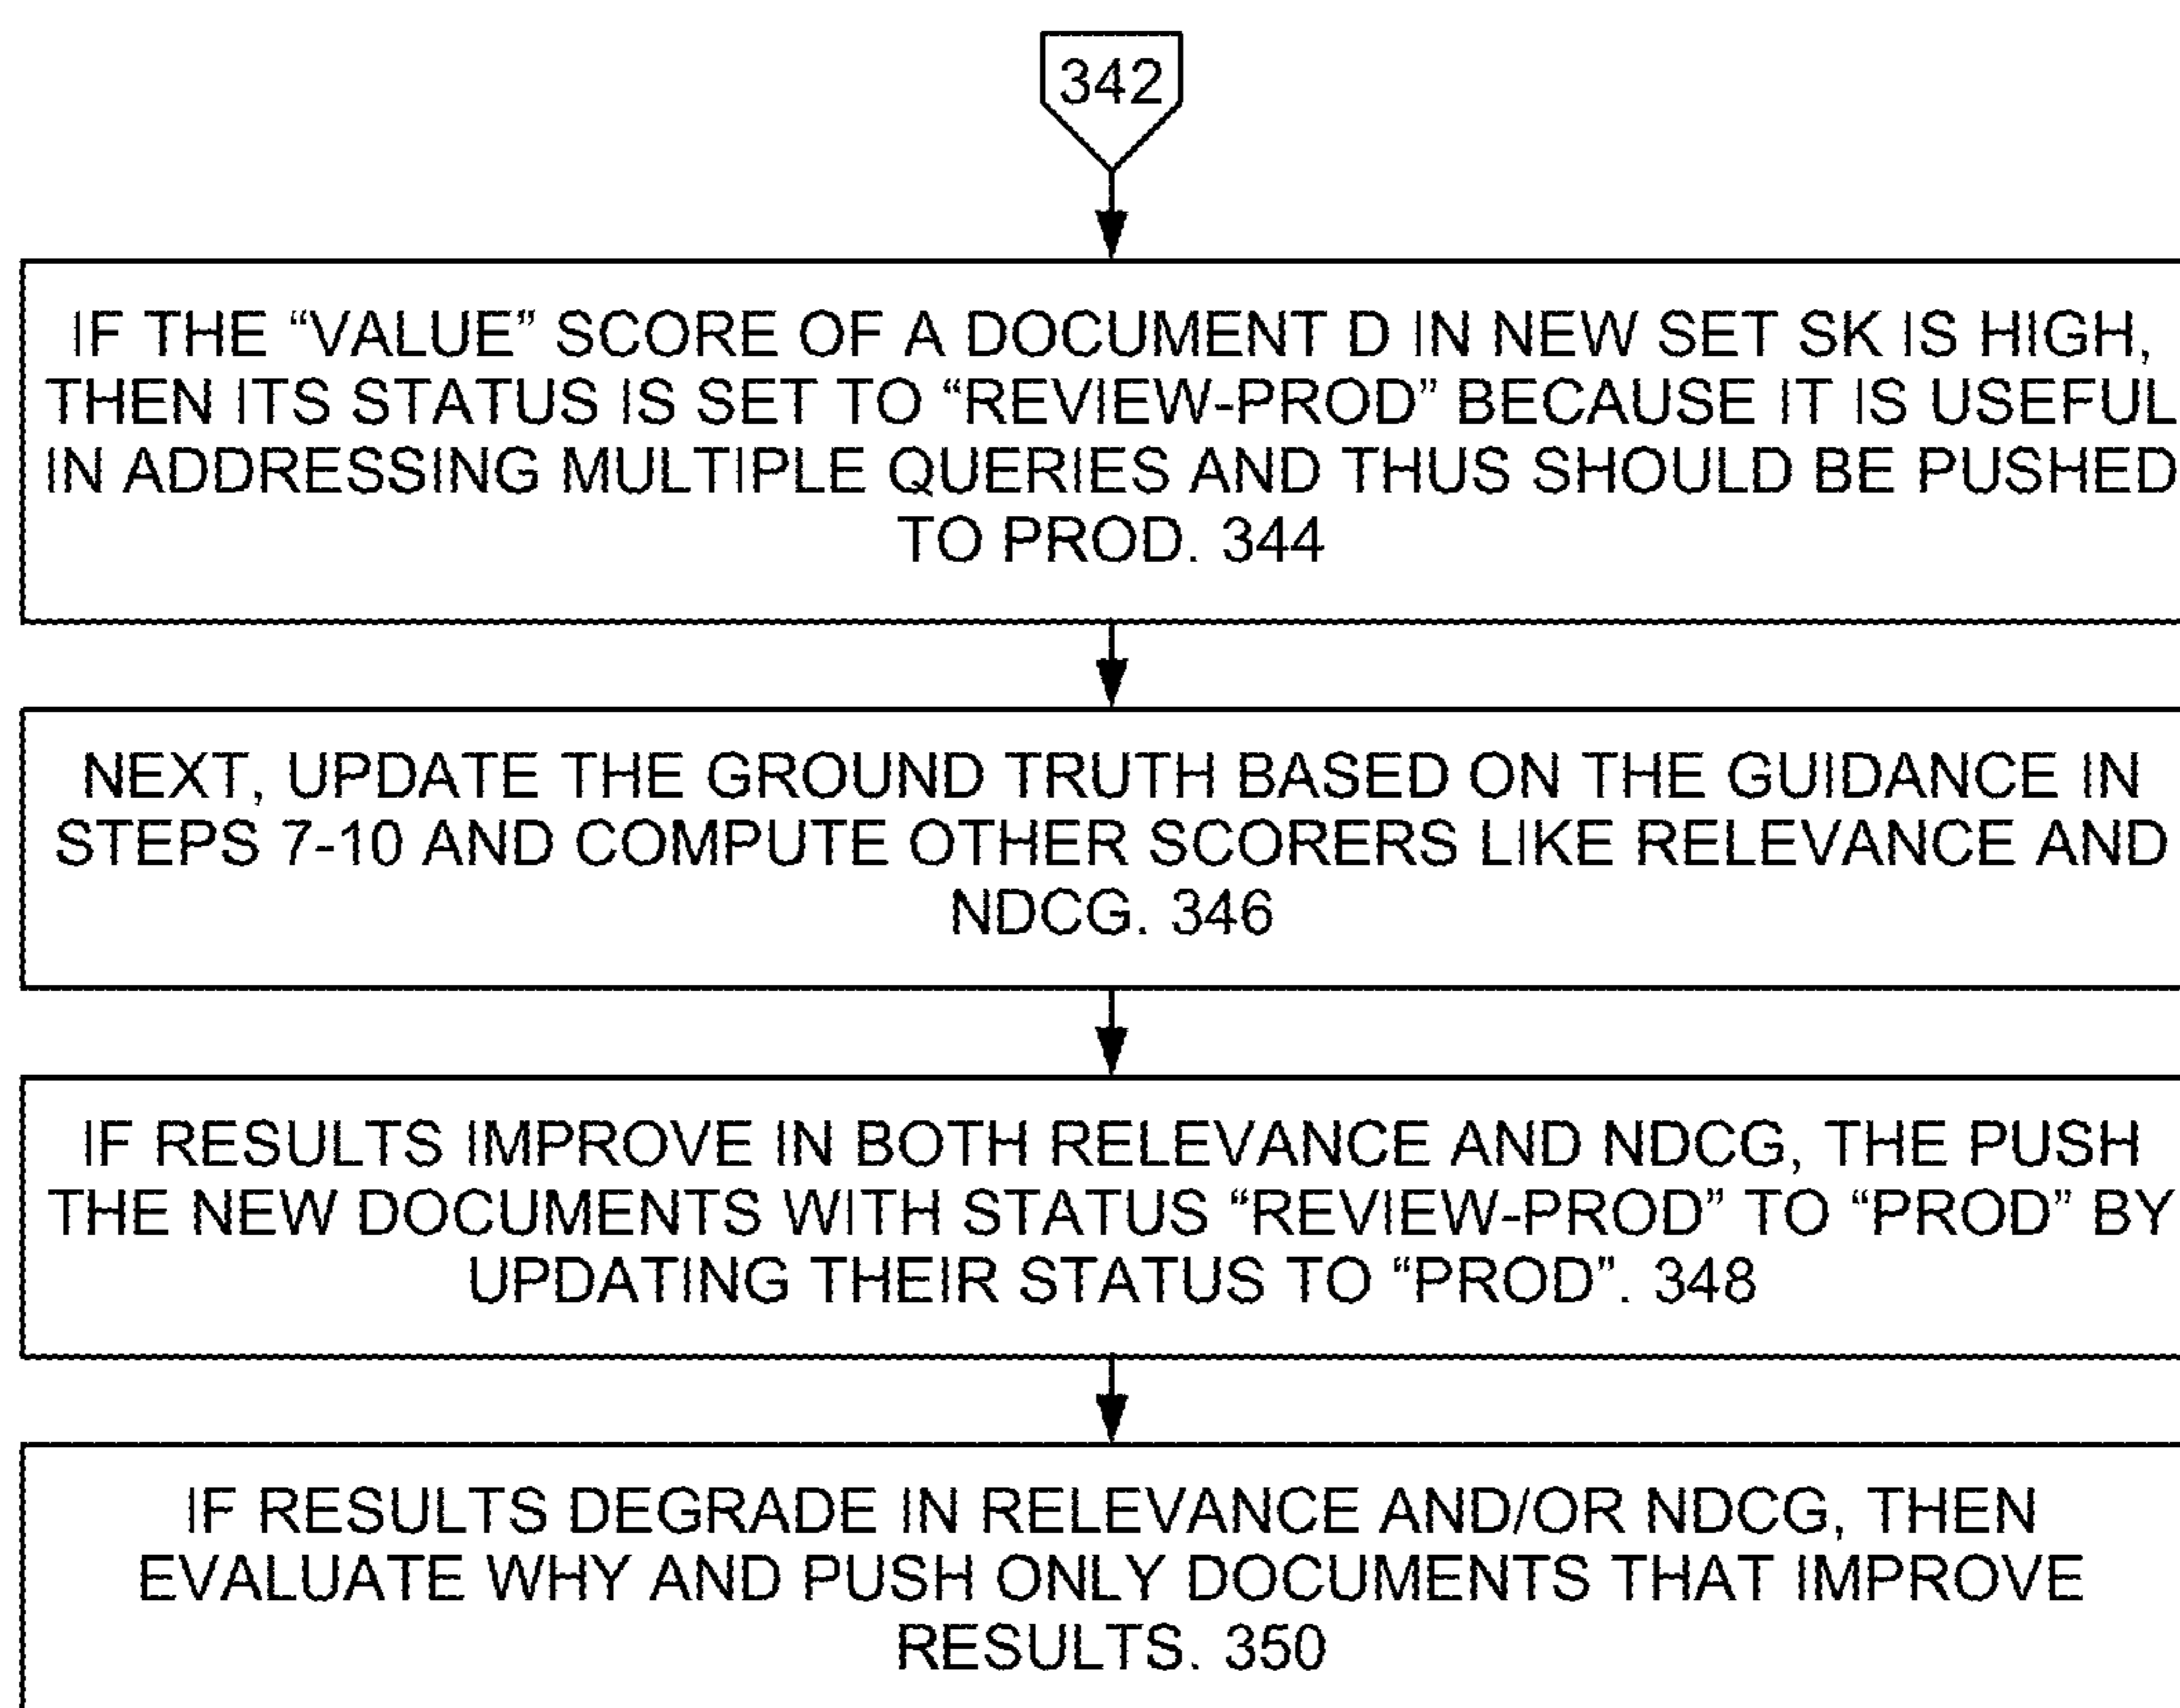 342
IF THE “VALUE” SCORE OF A DOCUMENT D IN NEW SET SK IS HIGH,
THEN ITS STATUS IS SET TO “REVIEW-PROD” BECAUSE IT IS USEFUL
IN ADDRESSING MULTIPLE QUERIES AND THUS SHOULD BE PUSHED
TO PROD. 344
NEXT, UPDATE THE GROUND TRUTH BASED ON THE GUIDANCE IN
STEPS 7-10 AND COMPUTE OTHER SCORERS LIKE RELEVANCE AND
NDCG. 346
IF RESULTS IMPROVE IN BOTH RELEVANCE AND NDCG, THE PUSH
THE NEW DOCUMENTS WITH STATUS “REVIEW-PROD” TO “PROD” BY
UPDATING THEIR STATUS TO “PROD”. 348
IF RESULTS DEGRADE IN RELEVANCE AND/OR NDCG, THEN
EVALUATE WHY AND PUSH ONLY DOCUMENTS THAT IMPROVE
RESULTS. 350